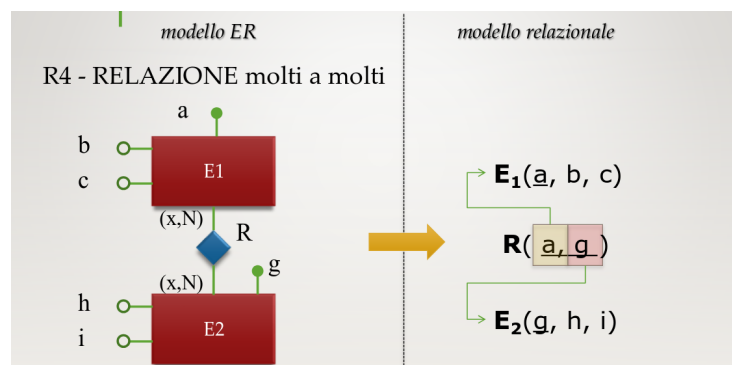 modello ER
modello relazionale
R4 - RELAZIONE molti a molti
a
b
E1
c
(x,N)
R
(x,N)
g
h
E2
i
E1(a, b, c)
R( a, g )
E2(g, h, i)